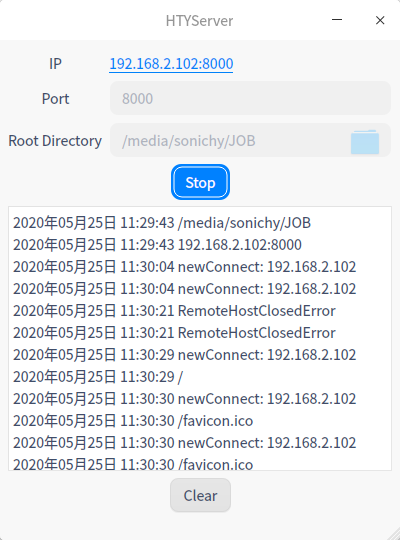 HTYServer
IP 192.168.2.102:8000
Port 8000
Root Directory /media/sonichy/JOB
Stop
2020年05月25日 11:29:43 /media/sonichy/JOB
2020年05月25日 11:29:43 192.168.2.102:8000
2020年05月25日 11:30:04 newConnect: 192.168.2.102
2020年05月25日 11:30:04 newConnect: 192.168.2.102
2020年05月25日 11:30:21 RemoteHostClosedError
2020年05月25日 11:30:21 RemoteHostClosedError
2020年05月25日 11:30:29 newConnect: 192.168.2.102
2020年05月25日 11:30:29 /
2020年05月25日 11:30:30 newConnect: 192.168.2.102
2020年05月25日 11:30:30 /favicon.ico
2020年05月25日 11:30:30 newConnect: 192.168.2.102
2020年05月25日 11:30:30 /favicon.ico
Clear